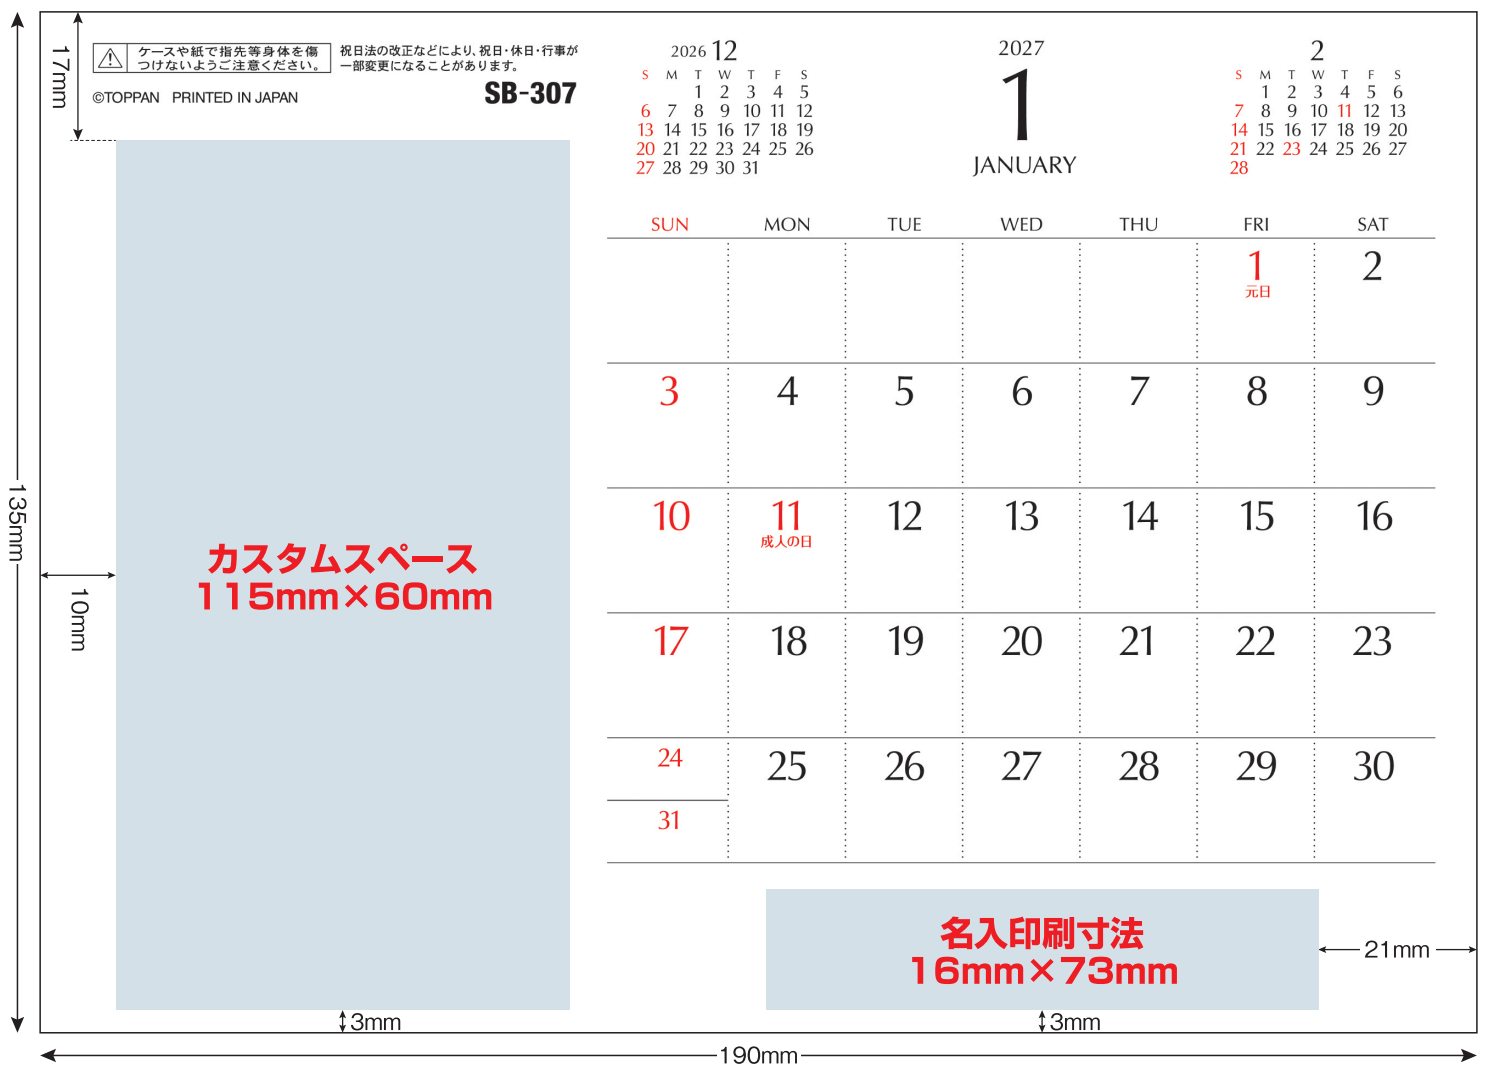 17mm
ケースや紙で指先等身体を傷
つけないようご注意ください。
祝日法の改正などにより、祝日・休日・行事が
一部変更になることがあります。
©TOPPAN PRINTED IN JAPAN
SB-307
2026 12
S M T W T F S
1 2 3 4 5
6 7 8 9 10 11 12
13 14 15 16 17 18 19
20 21 22 23 24 25 26
27 28 29 30 31
2027
1
JANUARY
2
S M T W T F S
1 2 3 4 5 6
7 8 9 10 11 12 13
14 15 16 17 18 19 20
21 22 23 24 25 26 27
28
SUN MON TUE WED THU FRI SAT
1 2
元日
3 4 5 6 7 8 9
10 11 12 13 14 15 16
成人の日
17 18 19 20 21 22 23
24 25 26 27 28 29 30
31
135mm
10mm
カスタムスペース
115mm×60mm
名入印刷寸法
16mm×73mm
21mm
3mm
3mm
190mm